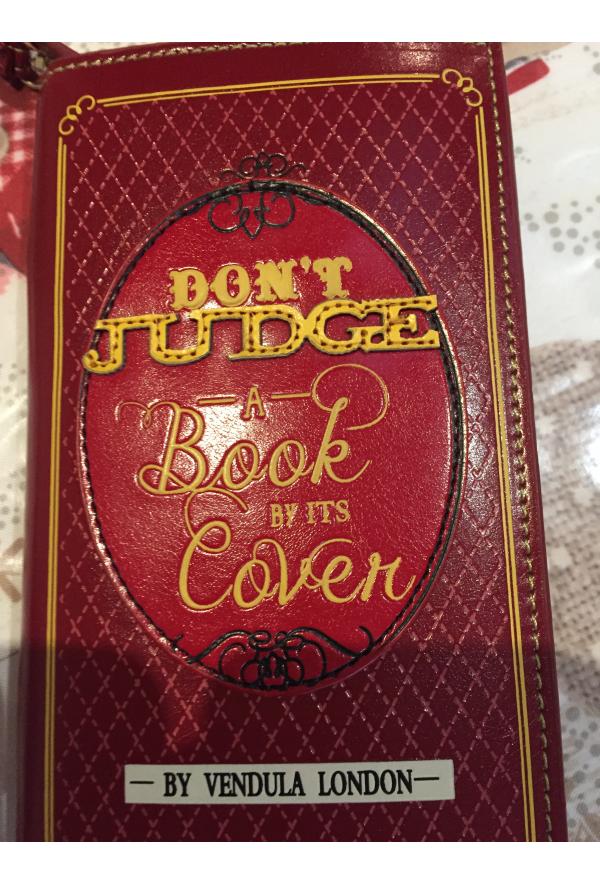 DON'T
JUDGE
— A —
Book
BY ITS
Cover
— BY VENDULA LONDON —